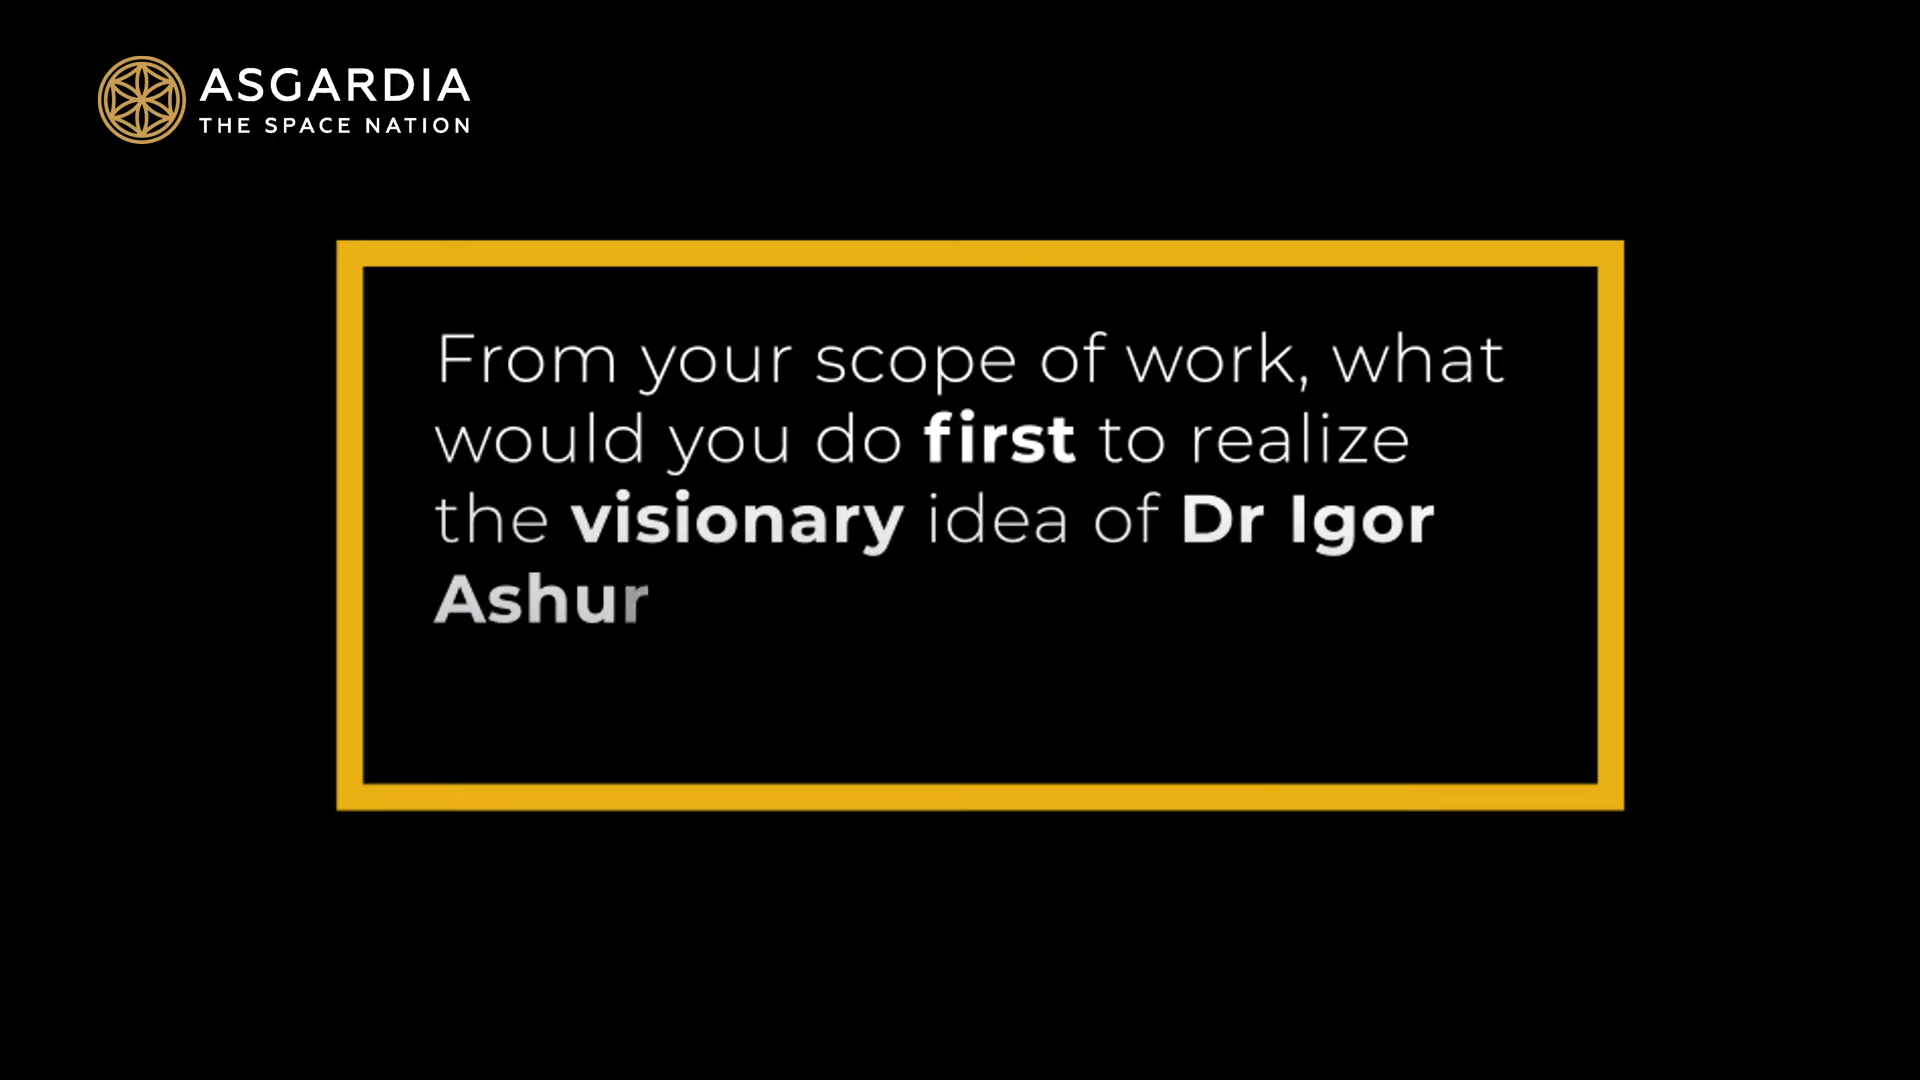 ASGARDIA
THE SPACE NATION
From your scope of work, what
would you do first to realize
the visionary idea of Dr Igor
Ashur